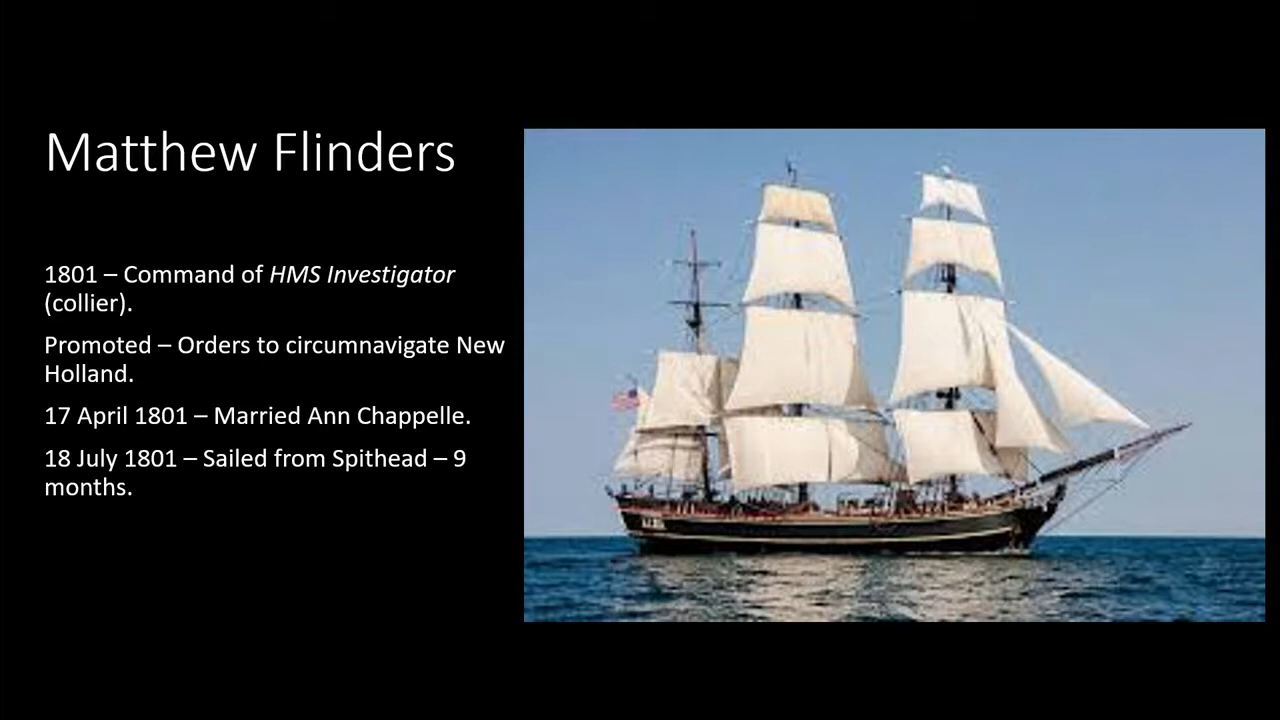 Matthew Flinders
1801 – Command of HMS Investigator
(collier).
Promoted – Orders to circumnavigate New
Holland.
17 April 1801 – Married Ann Chappelle.
18 July 1801 – Sailed from Spithead – 9
months.